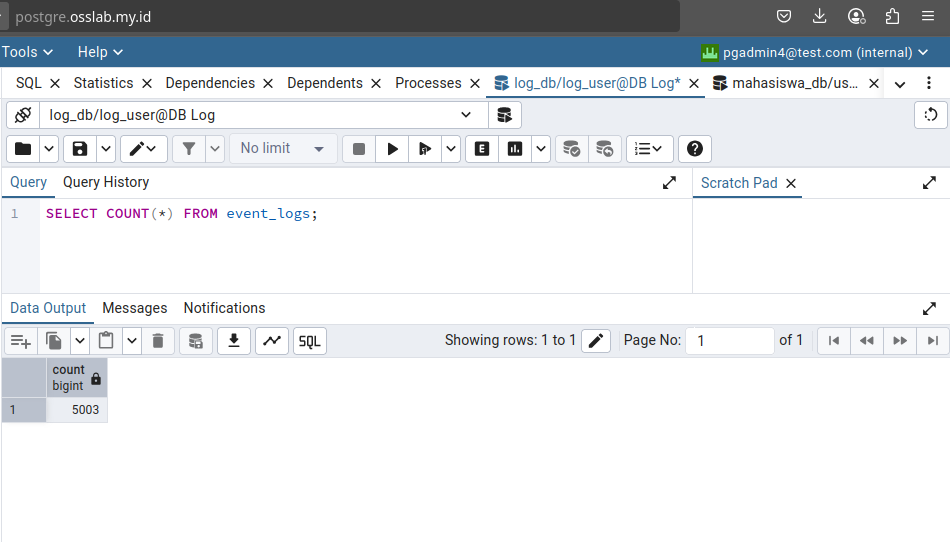 postgre.osslab.my.id
Tools Help pgadmin4@test.com (internal)
SQL Statistics Dependencies Dependents Processes log_db/log_user@DB Log* mahasiswa_db/us...
log_db/log_user@DB Log
No limit E
Query Query History Scratch Pad
1 SELECT COUNT(*) FROM event_logs;
Data Output Messages Notifications
SQL Showing rows: 1 to 1 Page No: 1 of 1
count
bigint
1 5003